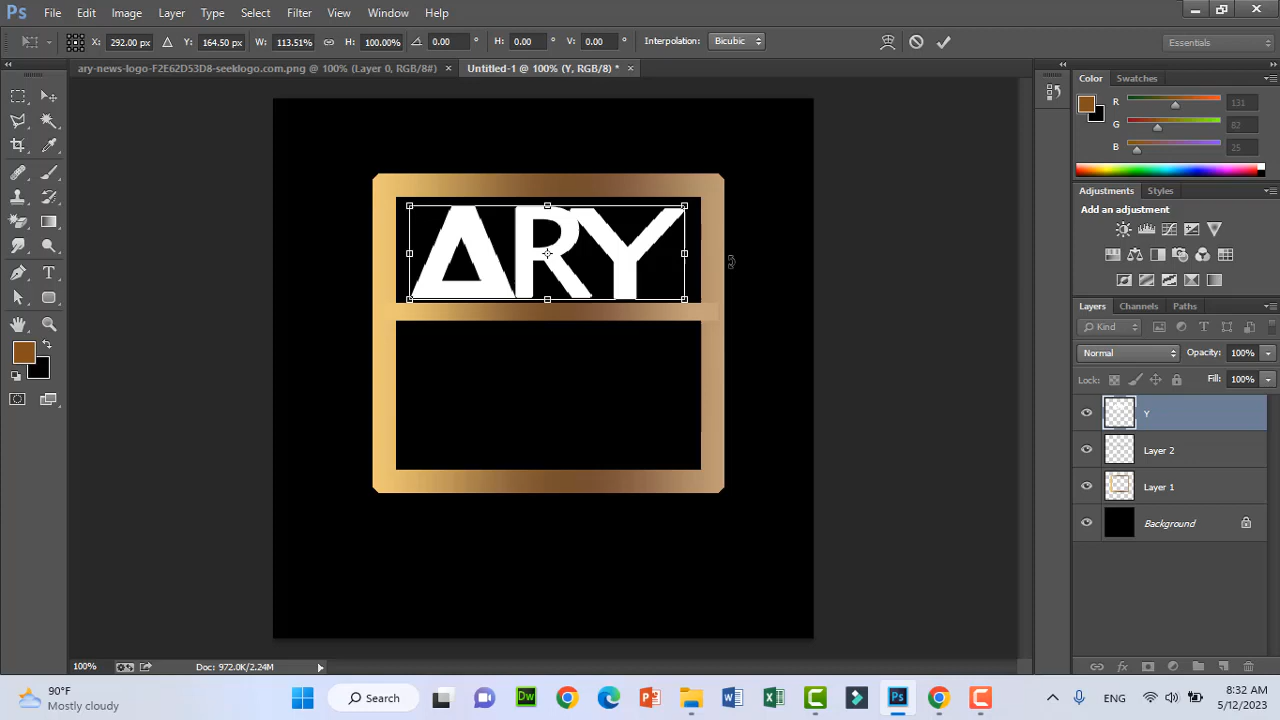 Ps File Edit Image Layer Type Select Filter View Window Help
X: 292.00 px Y: 164.50 px W: 113.51% H: 100.00% 0.00 ° H: 0.00 ° V: 0.00 ° Interpolation: Bicubic Essentials
ary-news-logo-F2E62D53D8-seeklogo.com.png @ 100% (Layer 0, RGB/8#) × Untitled-1 @ 100% (Y, RGB/8) * ×
Color Swatches
R 131
G 82
B 25
Adjustments Styles
Add an adjustment
ARY
Layers Channels Paths
Kind
Normal Opacity: 100%
Lock: Fill: 100%
Y
Layer 2
Layer 1
Background
100% Doc: 972.0K/2.24M
90°F
Mostly cloudy
Search
Dw
Ps
ENG
:32 AM
5/12/2023